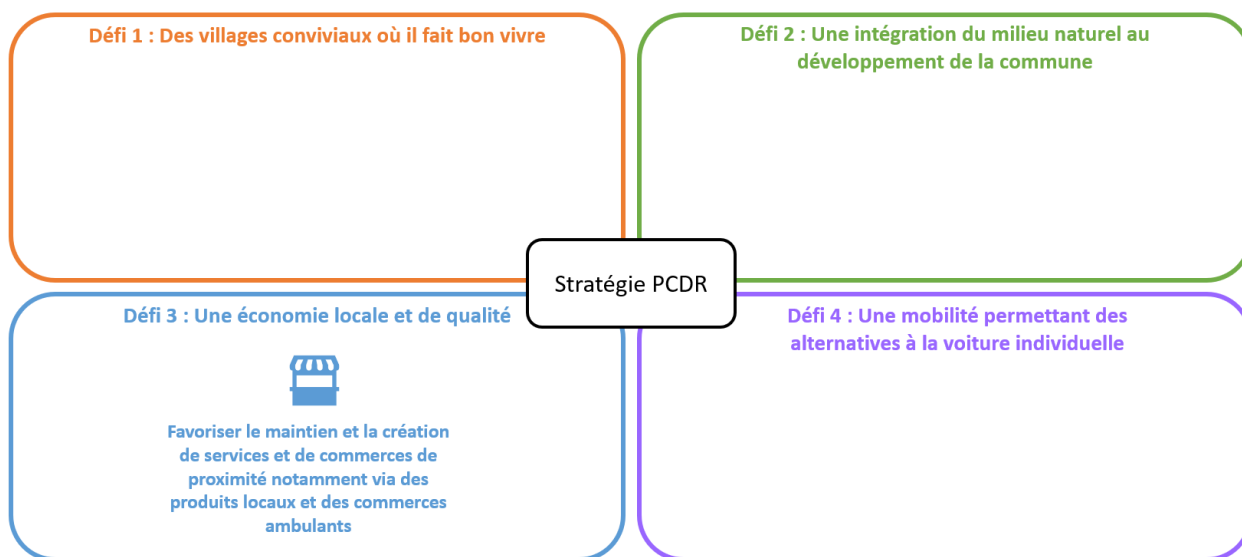 Défi 1 : Des villages conviviaux où il fait bon vivre
Défi 2 : Une intégration du milieu naturel au
développement de la commune
Stratégie PCDR
Défi 3 : Une économie locale et de qualité
Favoriser le maintien et la création
de services et de commerces de
proximité notamment via des
produits locaux et des commerces
ambulants
Défi 4 : Une mobilité permettant des
alternatives à la voiture individuelle